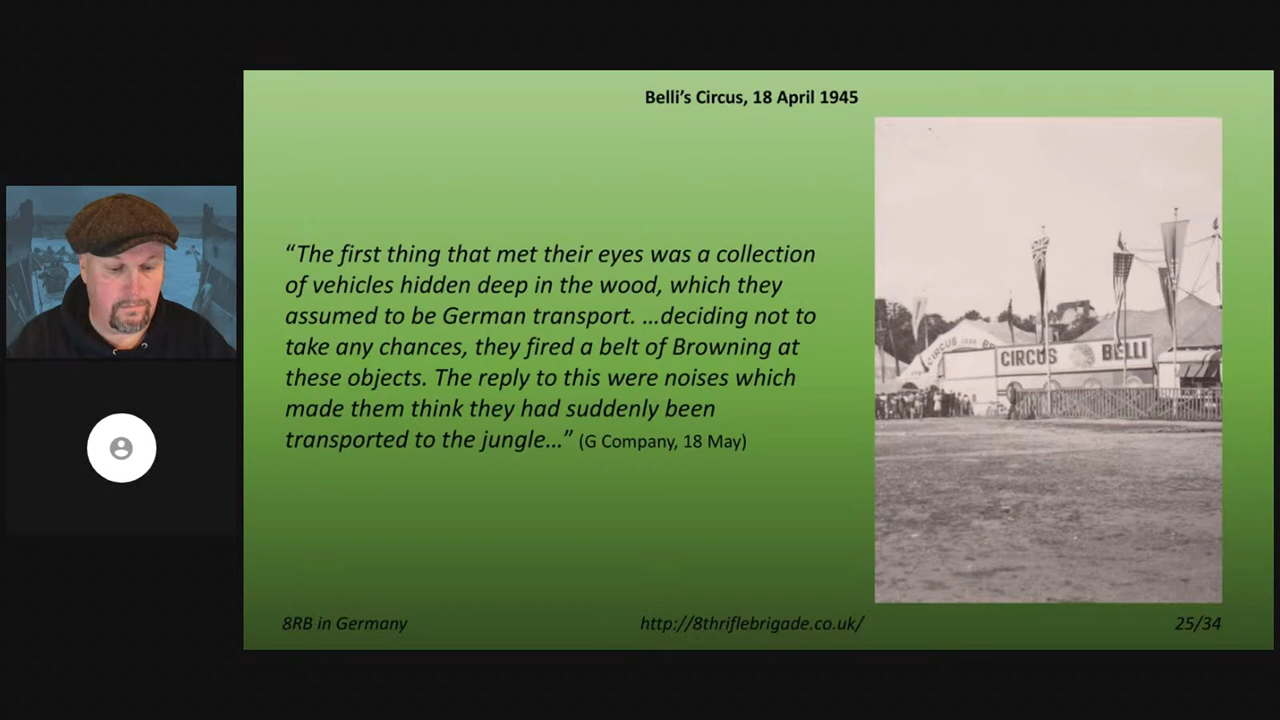 Belli's Circus, 18 April 1945
“The first thing that met their eyes was a collection
of vehicles hidden deep in the wood, which they
assumed to be German transport. …deciding not to
take any chances, they fired a belt of Browning at
these objects. The reply to this were noises which
made them think they had suddenly been
transported to the jungle…” (G Company, 18 May)
CIRCUS
CIRCUS BELLI
8RB in Germany
http://8thriflebrigade.co.uk/
25/34